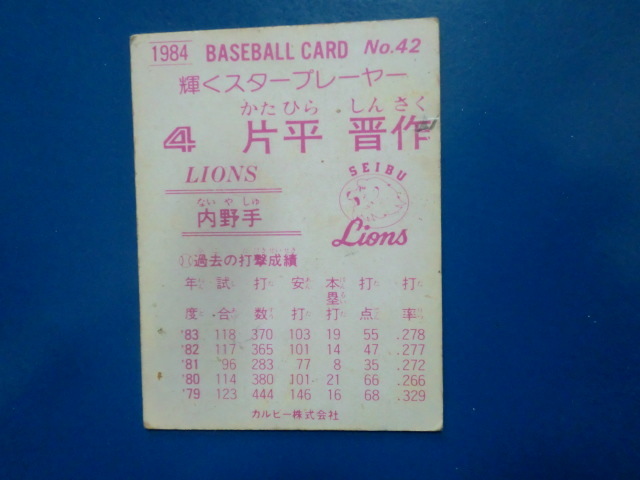 1984 BASEBALL CARD No.42
輝くスタープレーヤー
かた ひら しん さく
4 片平 晋作
LIONS
SEIBU
Lions
ない や しゅ
内野手
過去の打撃成績
年度 試合 打数 安打 本塁打 打点 打率
'83 118 370 103 19 55 .278
'82 117 365 101 14 47 .277
'81 96 283 77 8 35 .272
'80 114 380 101 21 66 .266
'79 123 444 146 16 68 .329
カルビー株式会社